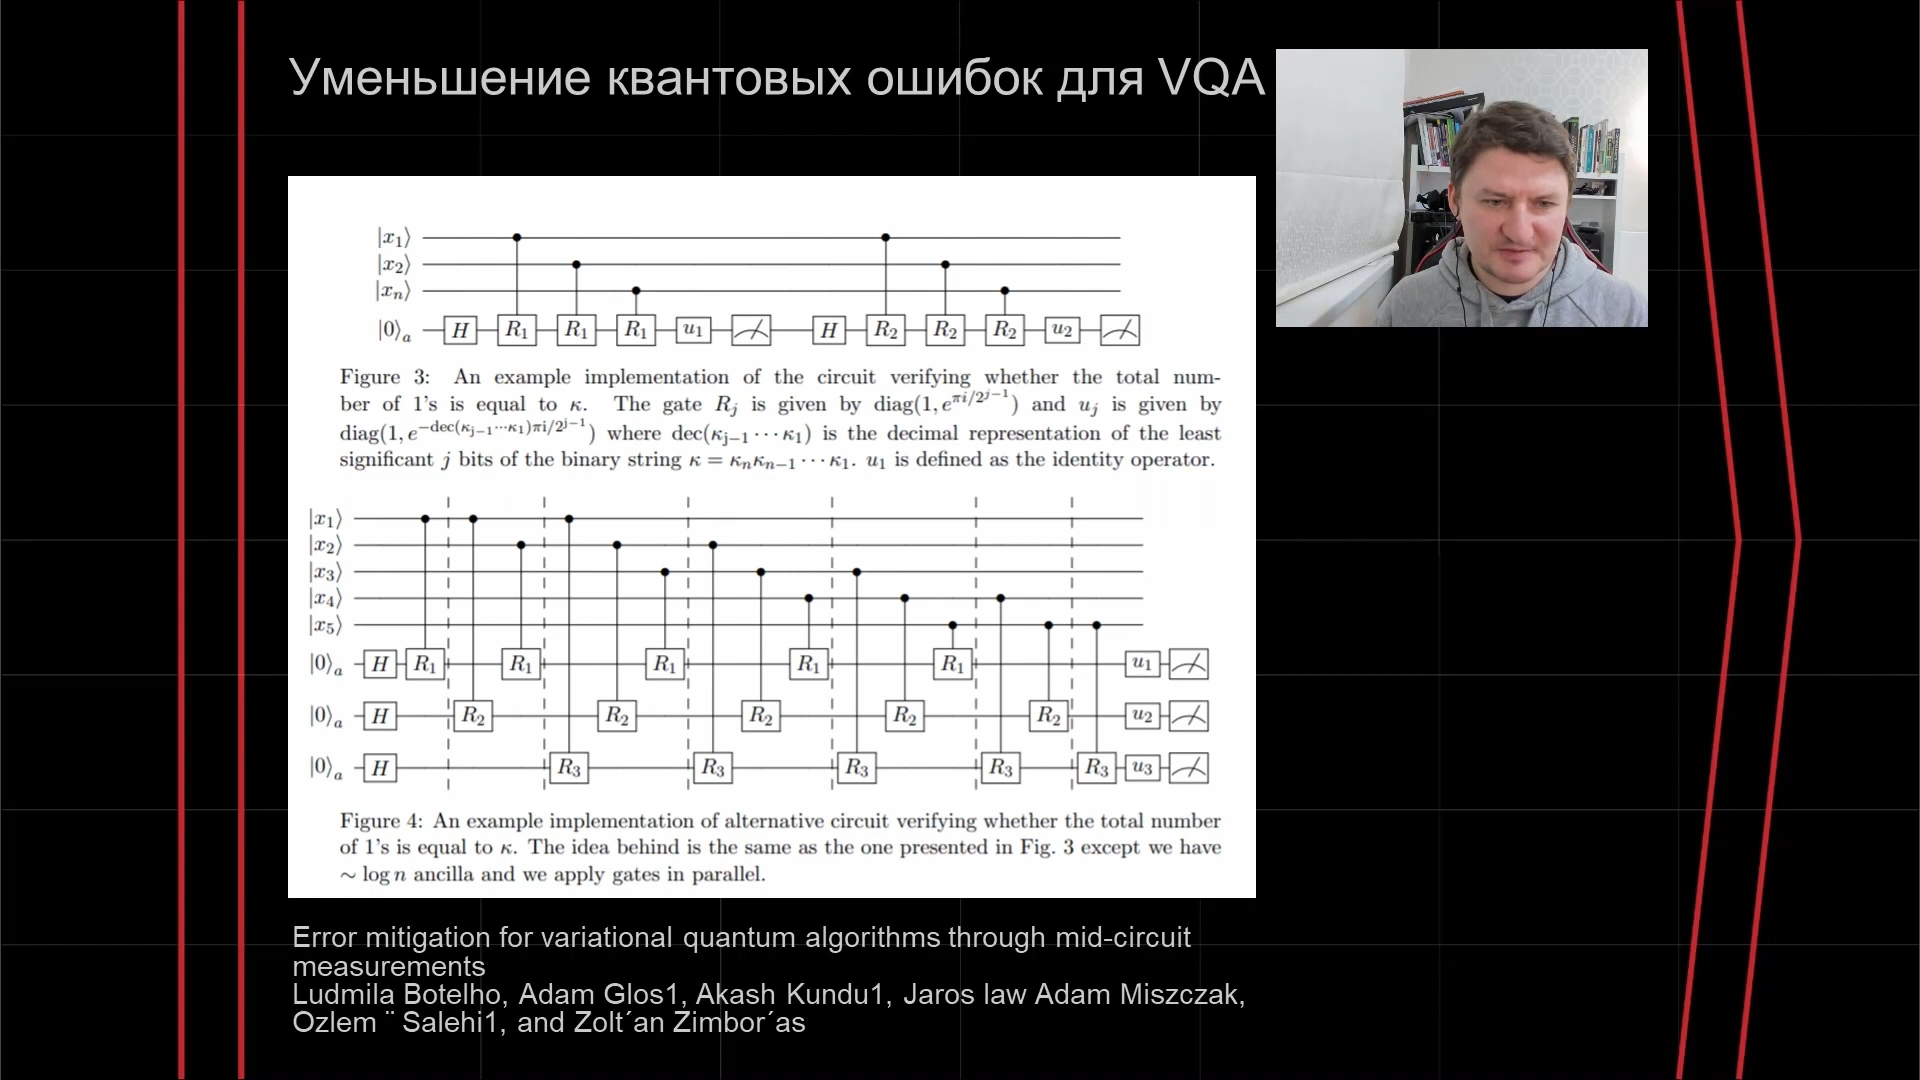 Уменьшение квантовых ошибок для VQA
|x₁⟩
|x₂⟩
|xₙ⟩
|0⟩ₐ H R₁ R₁ R₁ u₁ H R₂ R₂ R₂ u₂
Figure 3: An example implementation of the circuit verifying whether the total num-
ber of 1's is equal to κ. The gate Rⱼ is given by diag(1, e^{πi/2^{j−1}}) and uⱼ is given by
diag(1, e^{−dec(κ_{j−1}⋯κ₁)πi/2^{j−1}}) where dec(κ_{j−1}⋯κ₁) is the decimal representation of the least
significant j bits of the binary string κ = κₙκₙ₋₁⋯κ₁. u₁ is defined as the identity operator.
|x₁⟩
|x₂⟩
|x₃⟩
|x₄⟩
|x₅⟩
|0⟩ₐ H R₁ R₁ R₁ R₁ R₁ u₁
|0⟩ₐ H R₂ R₂ R₂ R₂ R₂ u₂
|0⟩ₐ H R₃ R₃ R₃ R₃ R₃ u₃
Figure 4: An example implementation of alternative circuit verifying whether the total number
of 1's is equal to κ. The idea behind is the same as the one presented in Fig. 3 except we have
∼ log n ancilla and we apply gates in parallel.
Error mitigation for variational quantum algorithms through mid-circuit
measurements
Ludmila Botelho, Adam Glos1, Akash Kundu1, Jaros law Adam Miszczak,
Ozlem ¨ Salehi1, and Zolt´an Zimbor´as